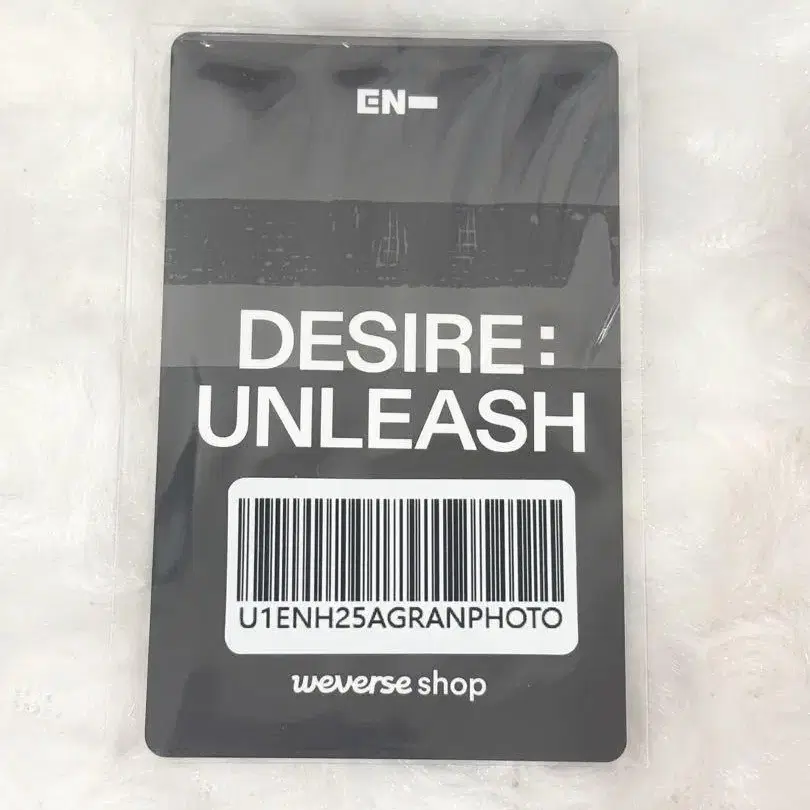 EN-
DESIRE:
UNLEASH
U1ENH25AGRANPHOTO
weverse shop